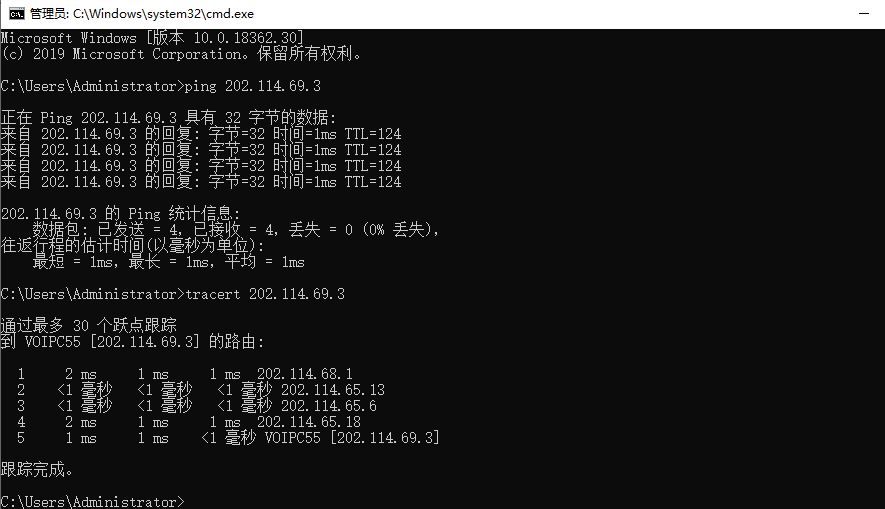 管理员: C:\Windows\system32\cmd.exe
Microsoft Windows [版本 10.0.18362.30]
(c) 2019 Microsoft Corporation。保留所有权利。
C:\Users\Administrator>ping 202.114.69.3
正在 Ping 202.114.69.3 具有 32 字节的数据:
来自 202.114.69.3 的回复: 字节=32 时间=1ms TTL=124
来自 202.114.69.3 的回复: 字节=32 时间=1ms TTL=124
来自 202.114.69.3 的回复: 字节=32 时间=1ms TTL=124
来自 202.114.69.3 的回复: 字节=32 时间=1ms TTL=124
202.114.69.3 的 Ping 统计信息:
数据包: 已发送 = 4，已接收 = 4，丢失 = 0 (0% 丢失)，
往返行程的估计时间(以毫秒为单位):
最短 = 1ms，最长 = 1ms，平均 = 1ms
C:\Users\Administrator>tracert 202.114.69.3
通过最多 30 个跃点跟踪
到 VOIPC55 [202.114.69.3] 的路由:
1 2 ms 1 ms 1 ms 202.114.68.1
2 <1 毫秒 <1 毫秒 <1 毫秒 202.114.65.13
3 <1 毫秒 <1 毫秒 <1 毫秒 202.114.65.6
4 2 ms 1 ms 1 ms 202.114.65.18
5 1 ms 1 ms <1 毫秒 VOIPC55 [202.114.69.3]
跟踪完成。
C:\Users\Administrator>